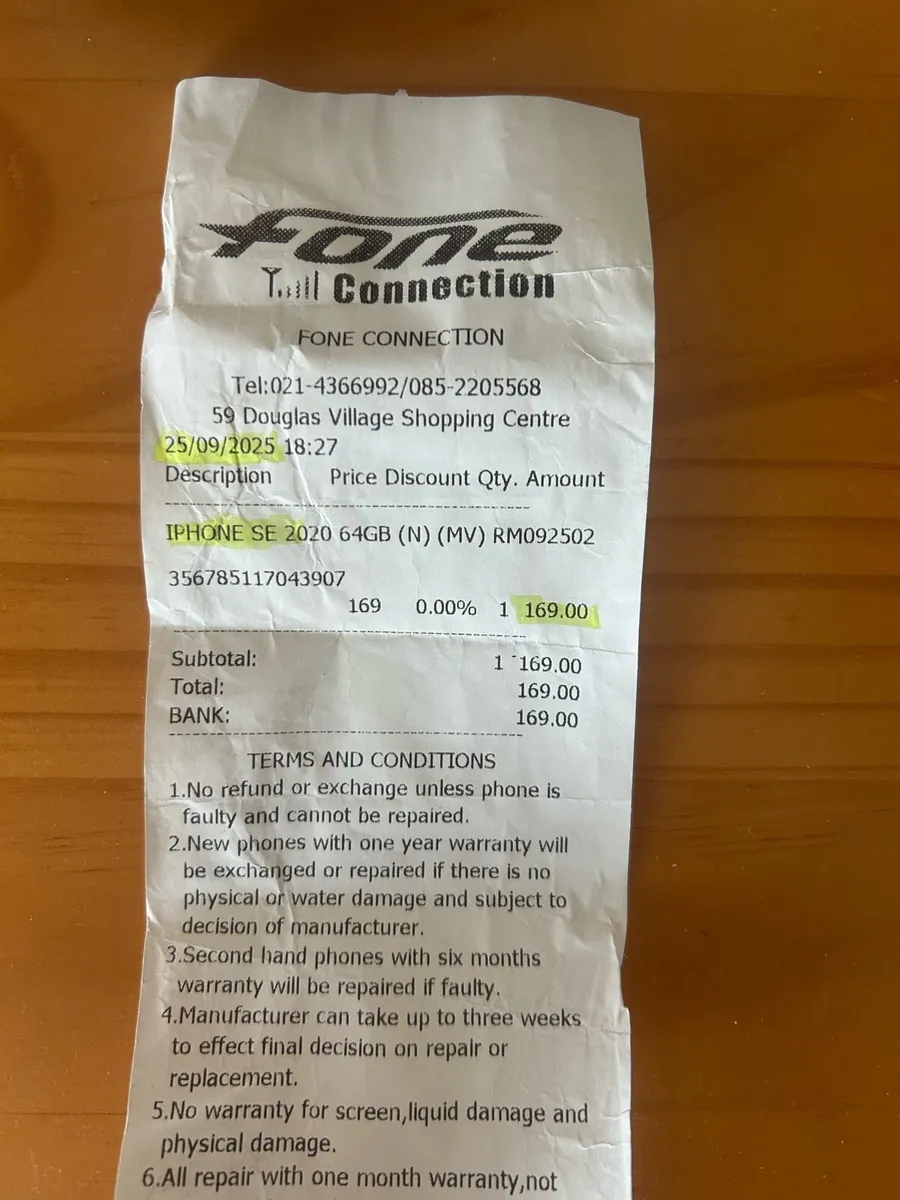 fone
Connection
FONE CONNECTION
Tel:021-4366992/085-2205568
59 Douglas Village Shopping Centre
25/09/2025 18:27
Description Price Discount Qty. Amount
IPHONE SE 2020 64GB (N) (MV) RM092502
356785117043907
169 0.00% 1 169.00
Subtotal: 1 169.00
Total: 169.00
BANK: 169.00
TERMS AND CONDITIONS
1.No refund or exchange unless phone is
faulty and cannot be repaired.
2.New phones with one year warranty will
be exchanged or repaired if there is no
physical or water damage and subject to
decision of manufacturer.
3.Second hand phones with six months
warranty will be repaired if faulty.
4.Manufacturer can take up to three weeks
to effect final decision on repair or
replacement.
5.No warranty for screen,liquid damage and
physical damage.
6.All repair with one month warranty,not